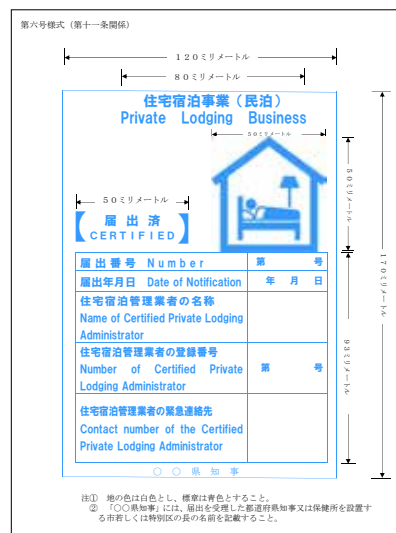 第六号様式（第十一条関係）
１２０ミリメートル
８０ミリメートル
住宅宿泊事業（民泊）
Private Lodging Business
５０ミリメートル
５０ミリメートル
５０ミリメートル
【届出済 CERTIFIED】
１７０ミリメートル
届出番号 Number 第 号
届出年月日 Date of Notification 年 月 日
住宅宿泊管理業者の名称
Name of Certified Private Lodging
Administrator
９３ミリメートル
住宅宿泊管理業者の登録番号
Number of Certified Private
Lodging Administrator
第 号
住宅宿泊管理業者の緊急連絡先
Contact number of the Certified
Private Lodging Administrator
○ ○ 県 知 事
注① 地の色は白色とし、標章は青色とすること。
② 「○○県知事」には、届出を受理した都道府県知事又は保健所を設置す
る市若しくは特別区の長の名前を記載すること。